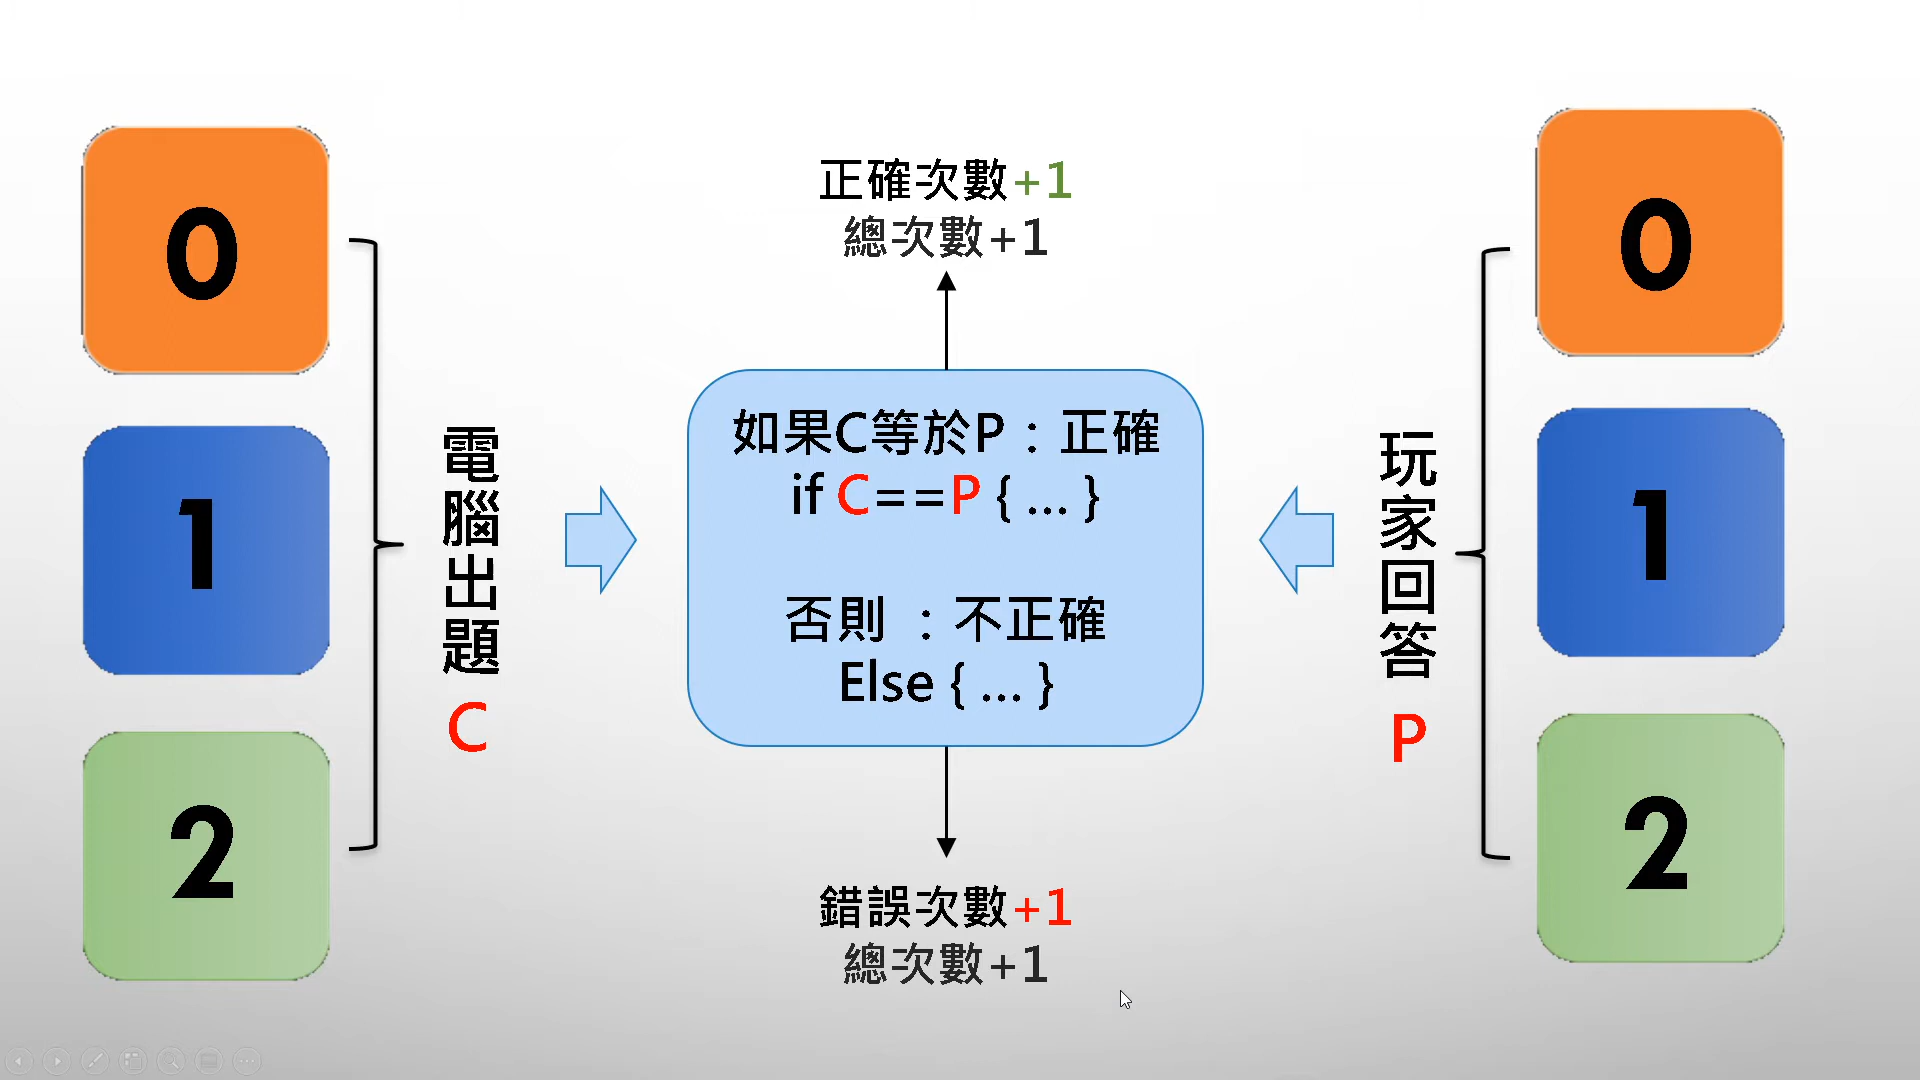 0
1
2
電腦出題
C
正確次數+1
總次數+1
如果C等於P：正確
if C==P { ... }
否則 ：不正確
Else { ... }
錯誤次數+1
總次數+1
玩家回答
P
0
1
2